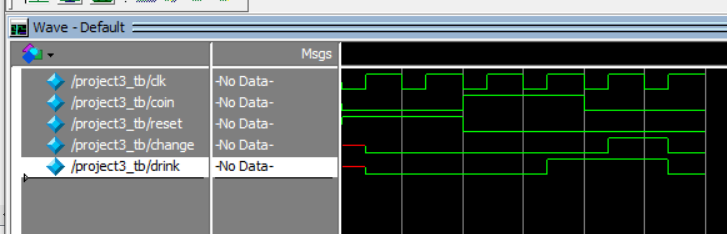 Wave - Default
Msgs
/project3_tb/clk -No Data-
/project3_tb/coin -No Data-
/project3_tb/reset -No Data-
/project3_tb/change -No Data-
/project3_tb/drink -No Data-